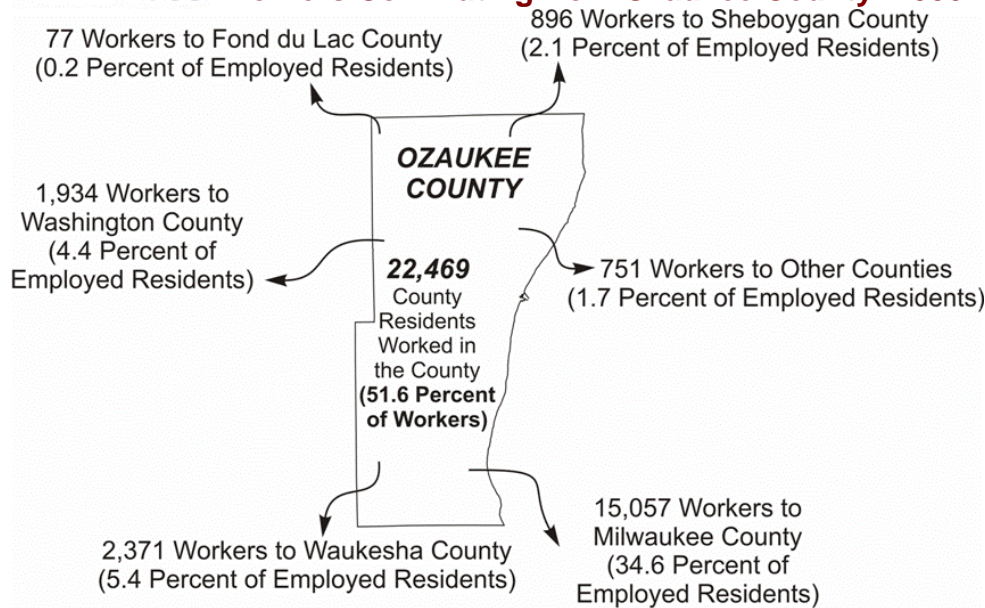 896 Workers to Sheboygan County
(2.1 Percent of Employed Residents)
77 Workers to Fond du Lac County
(0.2 Percent of Employed Residents)
OZAUKEE
COUNTY
1,934 Workers to
Washington County
(4.4 Percent of
Employed Residents)
22,469
County
Residents
Worked in
the County
(51.6 Percent
of Workers)
751 Workers to Other Counties
(1.7 Percent of Employed Residents)
15,057 Workers to
Milwaukee County
(34.6 Percent of
Employed Residents)
2,371 Workers to Waukesha County
(5.4 Percent of Employed Residents)